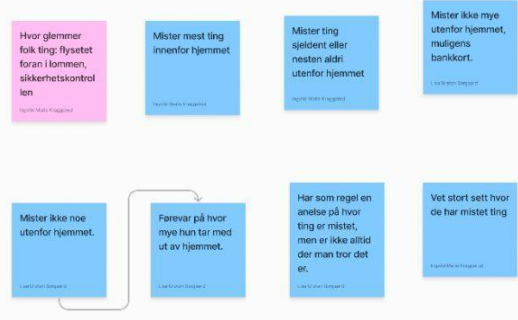 Hvor glemmer
folk ting: flysetet
foran i lommen,
sikkerhetskontrol
len
Mister mest ting
innenfor hjemmet
Mister ting
sjeldent eller
nesten aldri
utenfor hjemmet
Mister ikke mye
utenfor hjemmet,
muligens
bankkort.
Mister ikke noe
utenfor hjemmet.
Førevar på hvor
mye hun tar med
ut av hjemmet.
Har som regel en
anelse på hvor
ting er mistet,
men er ikke alltid
der man tror det
er.
Vet stort sett hvor
de har mistet ting